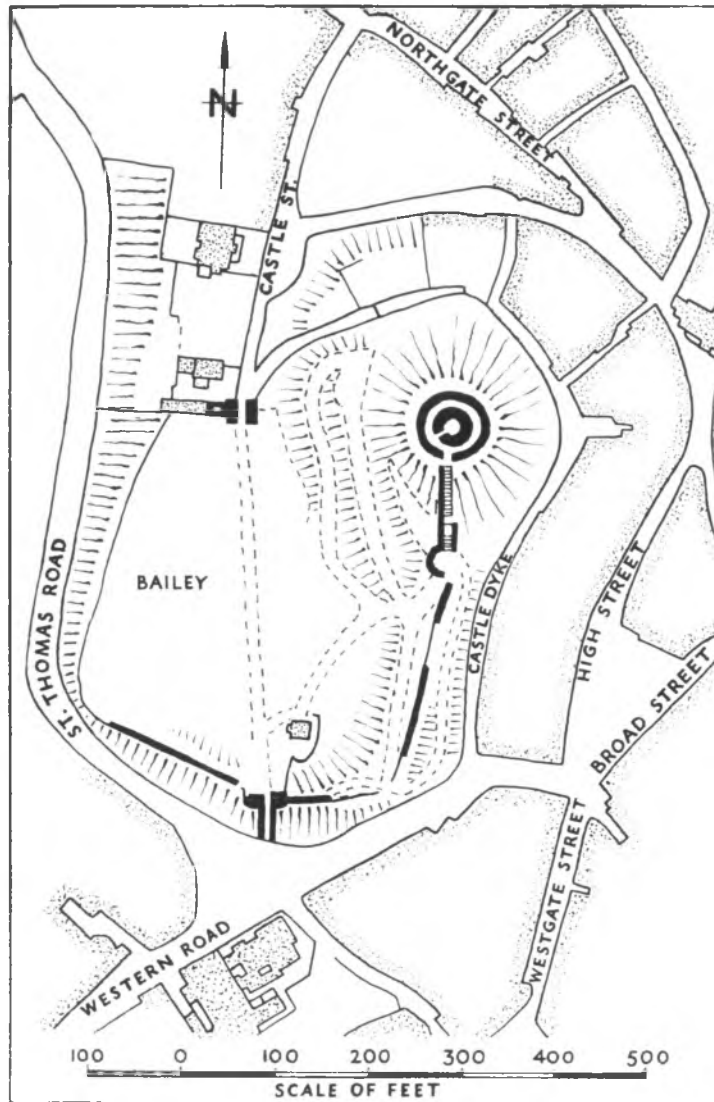 NORTHGATE STREET
N
CASTLE ST.
ST. THOMAS ROAD
BAILEY
CASTLE DYKE
HIGH STREET
BROAD STREET
WESTGATE STREET
WESTERN ROAD
100 0 100 200 300 400 500
SCALE OF FEET